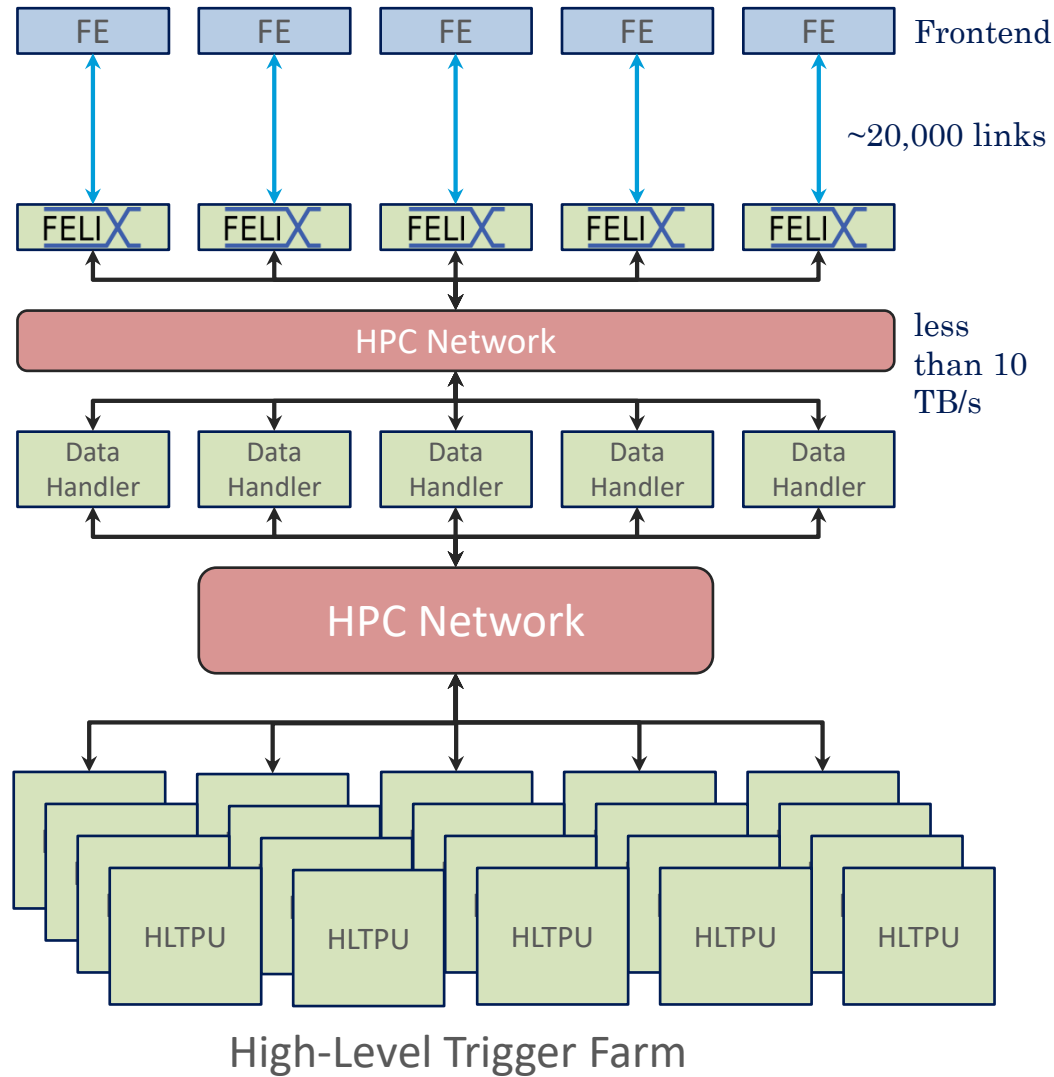 FE FE FE FE FE Frontend
~20,000 links
FELIX FELIX FELIX FELIX FELIX
HPC Network
less
than 10
TB/s
Data Data Data Data Data
Handler Handler Handler Handler Handler
HPC Network
HLTPU HLTPU HLTPU HLTPU HLTPU
High-Level Trigger Farm